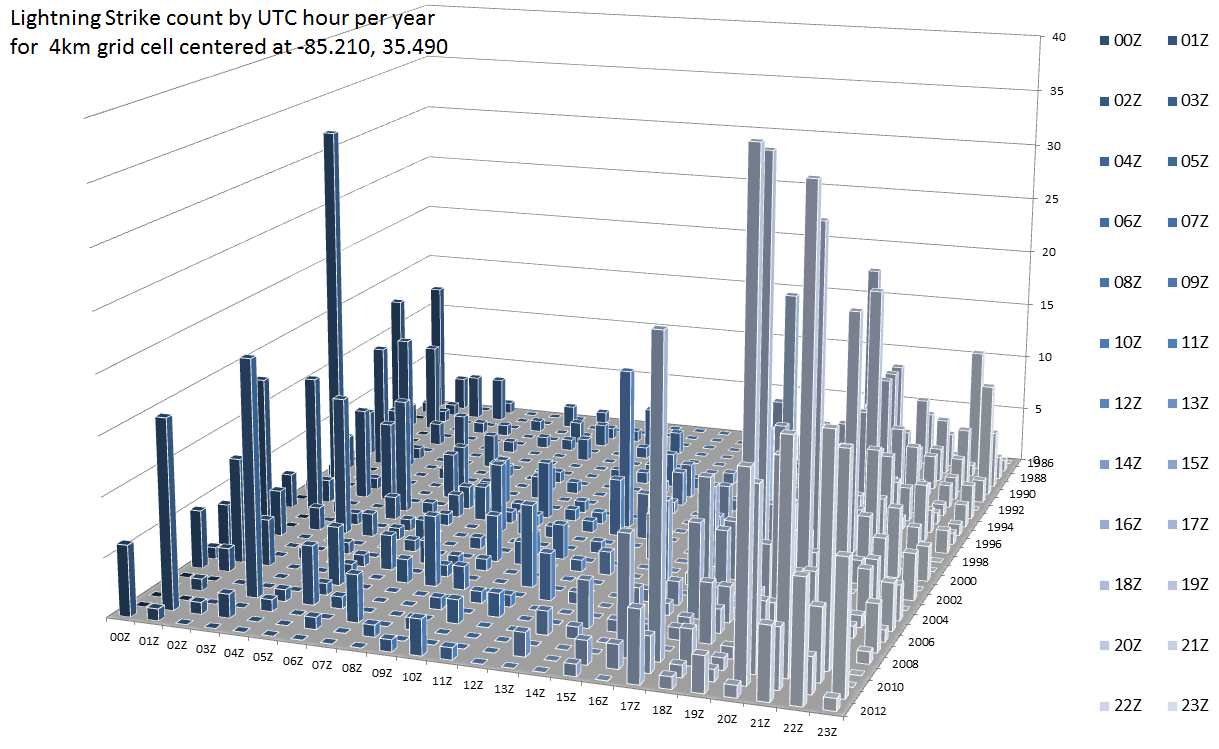 Lightning Strike count by UTC hour per year
for 4km grid cell centered at -85.210, 35.490
40
35
30
25
20
15
10
5
0
1986
1988
1990
1992
1994
1996
1998
2000
2002
2004
2006
2008
2010
2012
00Z
01Z
02Z
03Z
04Z
05Z
06Z
07Z
08Z
09Z
10Z
11Z
12Z
13Z
14Z
15Z
16Z
17Z
18Z
19Z
20Z
21Z
22Z
23Z
00Z 01Z
02Z 03Z
04Z 05Z
06Z 07Z
08Z 09Z
10Z 11Z
12Z 13Z
14Z 15Z
16Z 17Z
18Z 19Z
20Z 21Z
22Z 23Z